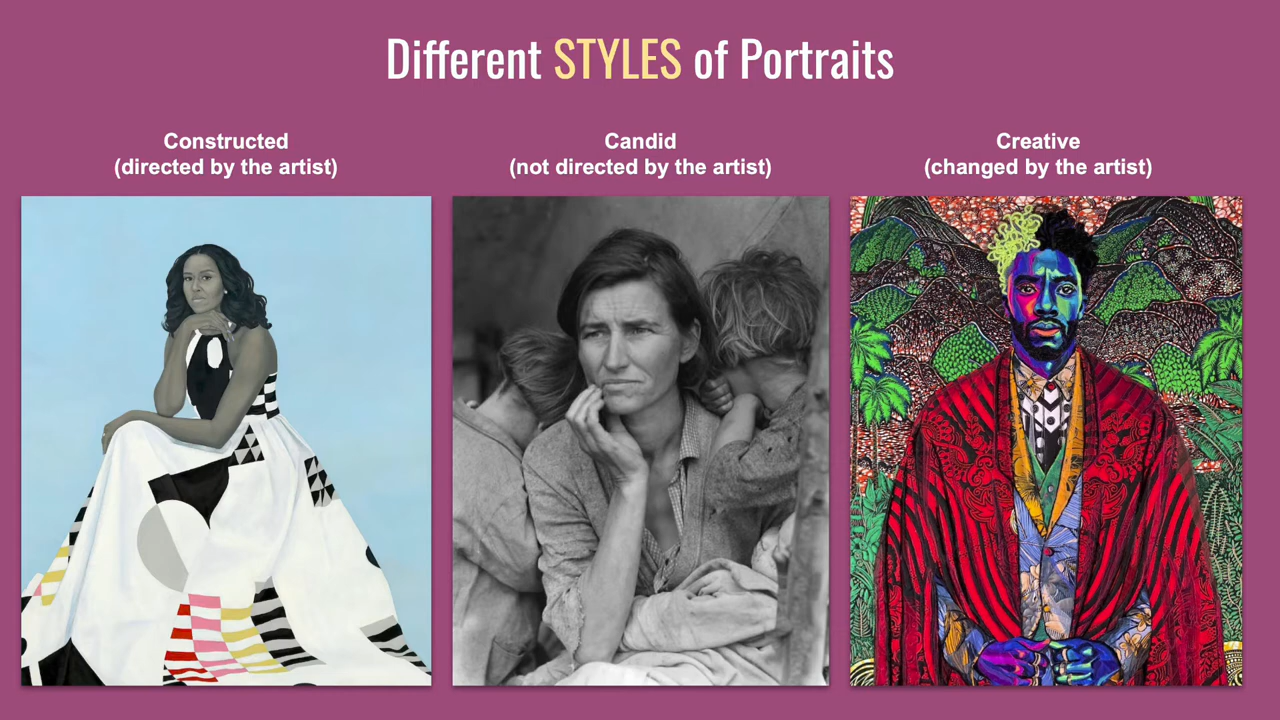 Different STYLES of Portraits
Constructed
(directed by the artist)
Candid
(not directed by the artist)
Creative
(changed by the artist)